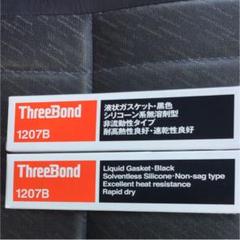 ThreeBond
1207B
液状ガスケット・黒色
シリコーン系無溶剤型
非流動性タイプ
耐高熱性良好・速乾性良好
ThreeBond
1207B
Liquid Gasket・Black
Solventless Silicone・Non-sag type
Excellent heat resistance
Rapid dry